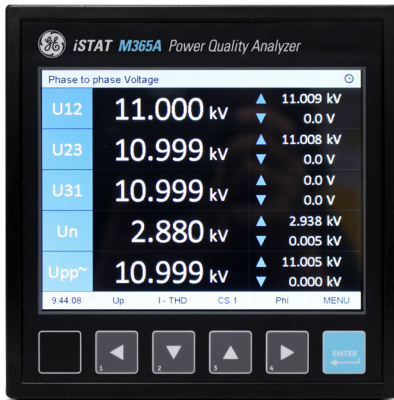 GE iSTAT M365A Power Quality Analyzer
Phase to phase Voltage
U12 11.000 kV ▲ 11.009 kV
▼ 0.0 V
U23 10.999 kV ▲ 11.008 kV
▼ 0.0 V
U31 10.999 kV ▲ 0.0 V
▼ 0.0 V
Un 2.880 kV ▲ 2.938 kV
▼ 0.005 kV
Upp~ 10.999 kV ▲ 11.005 kV
▼ 0.000 kV
9:44:08 Up I - THD CS 1 Phi MENU
1 2 3 4 ENTER